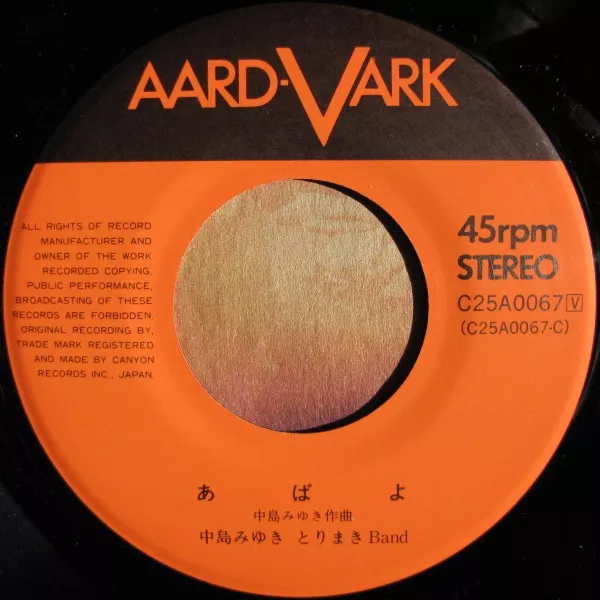 AARD-VARK
ALL RIGHTS OF RECORD
MANUFACTURER AND
OWNER OF THE WORK
RECORDED COPYING.
PUBLIC PERFORMANCE,
BROADCASTING OF THESE
RECORDS ARE FORBIDDEN.
ORIGINAL RECORDING BY,
TRADE MARK REGISTERED
AND MADE BY CANYON
RECORDS INC., JAPAN.
45rpm
STEREO
C25A0067 V
(C25A0067-C)
あばよ
中島みゆき作曲
中島みゆき とりまき Band